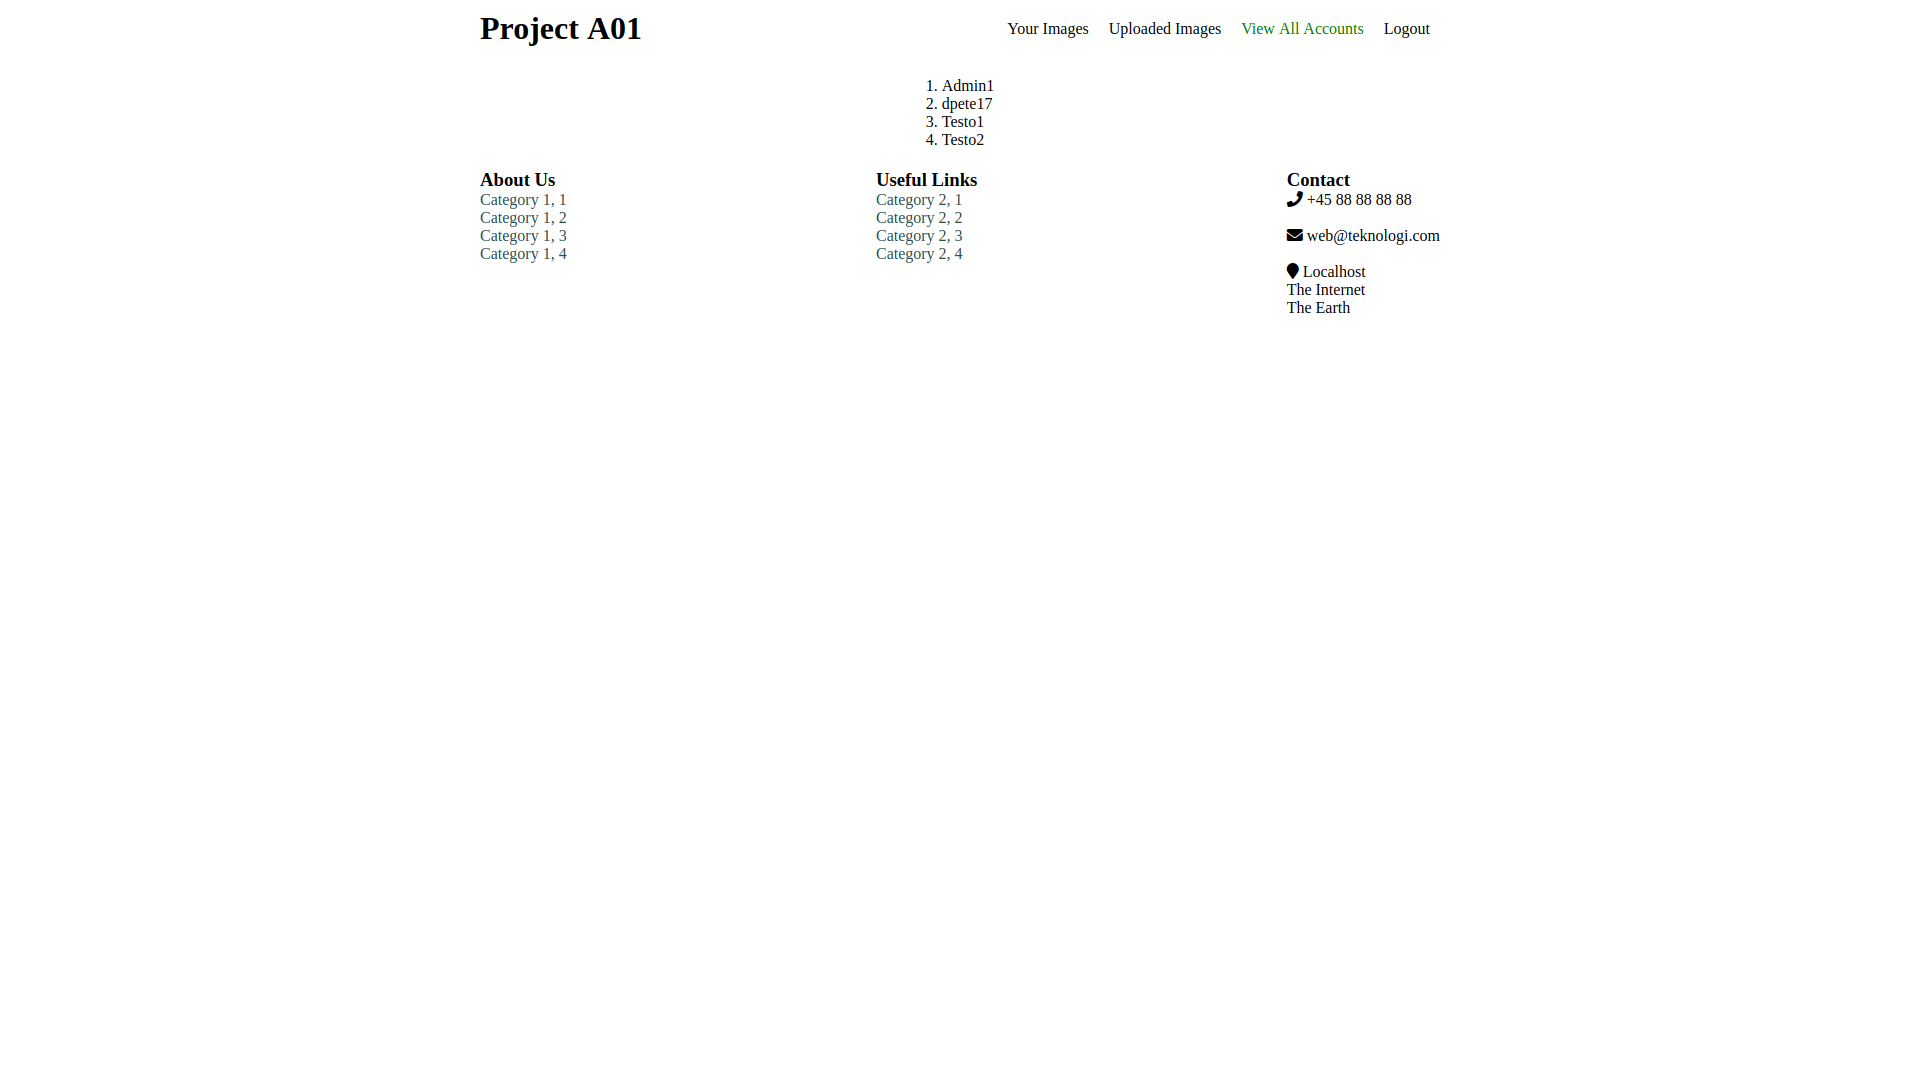 Project A01
Your Images Uploaded Images View All Accounts Logout
1. Admin1
2. dpete17
3. Testo1
4. Testo2
About Us
Category 1, 1
Category 1, 2
Category 1, 3
Category 1, 4
Useful Links
Category 2, 1
Category 2, 2
Category 2, 3
Category 2, 4
Contact
+45 88 88 88 88
web@teknologi.com
Localhost
The Internet
The Earth